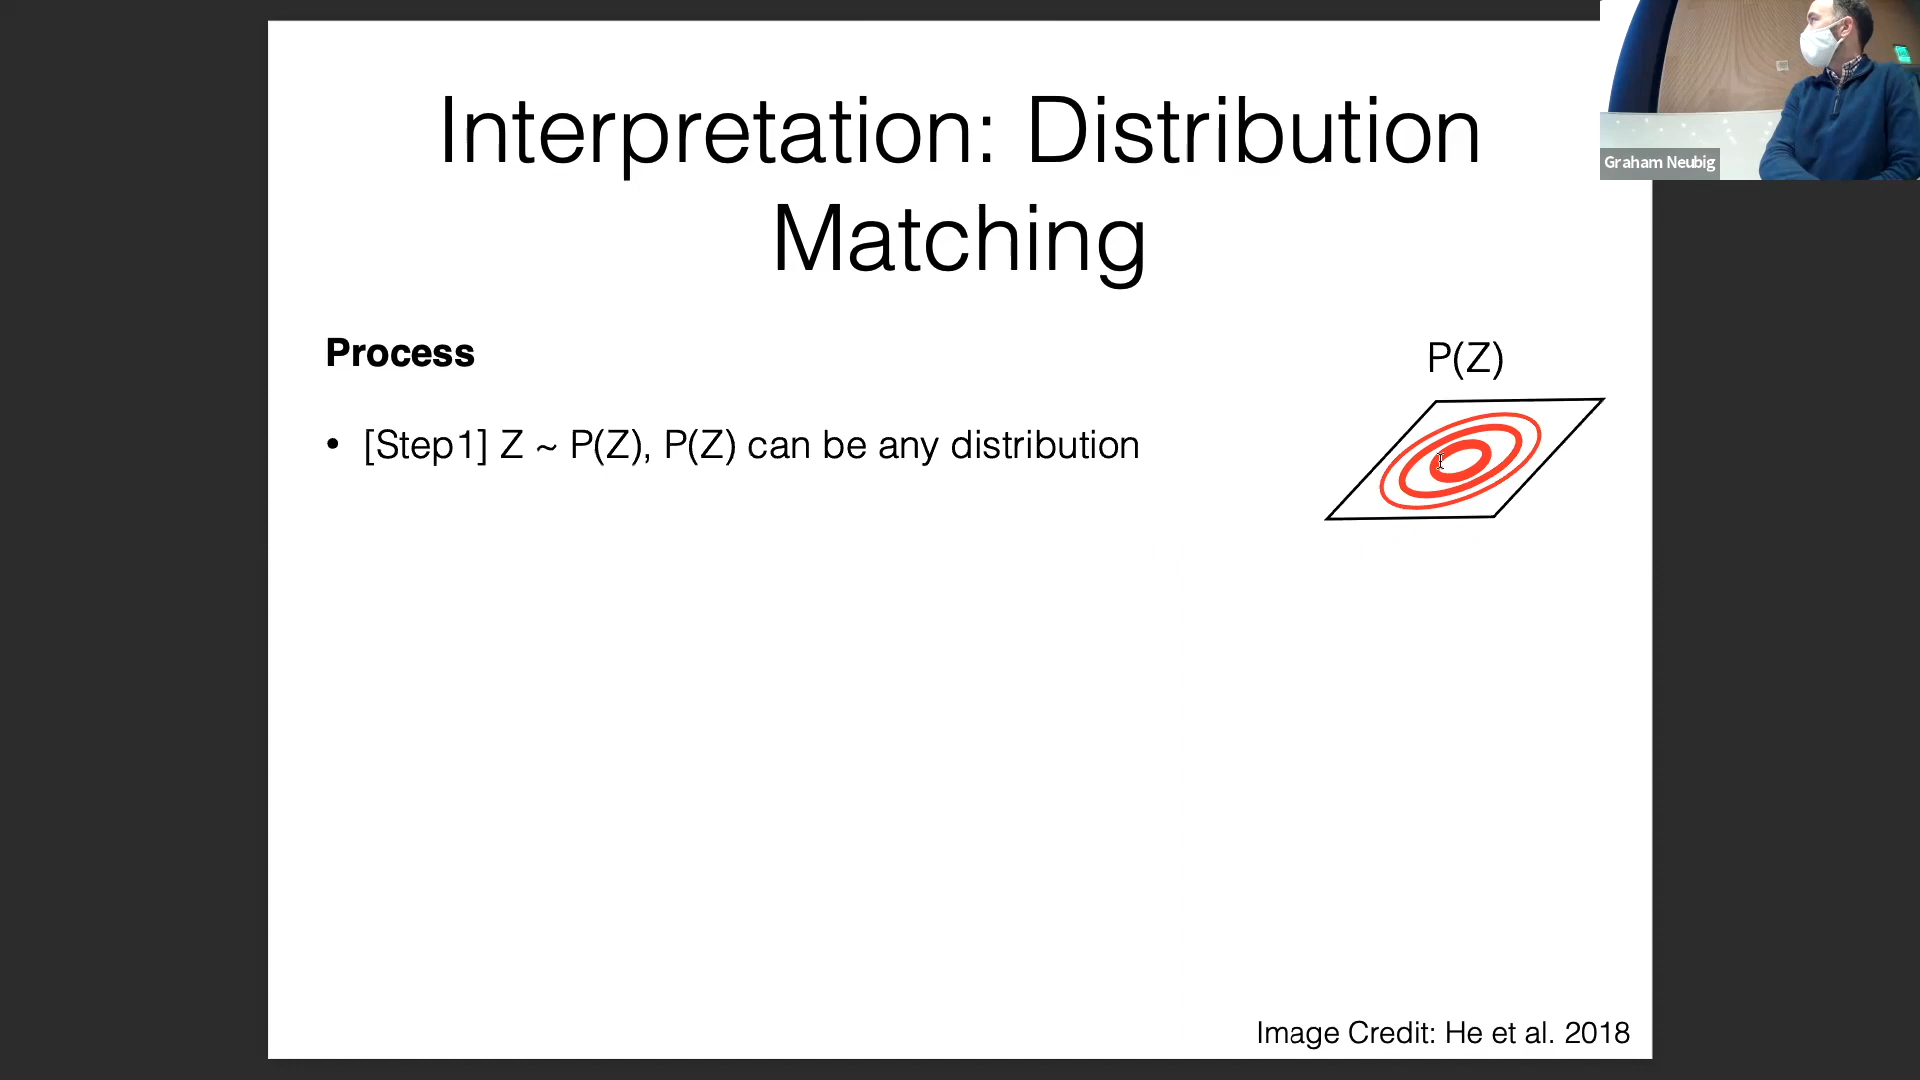 Interpretation: Distribution
Matching
Graham Neubig
Process
P(Z)
• [Step1] Z ~ P(Z), P(Z) can be any distribution
Image Credit: He et al. 2018